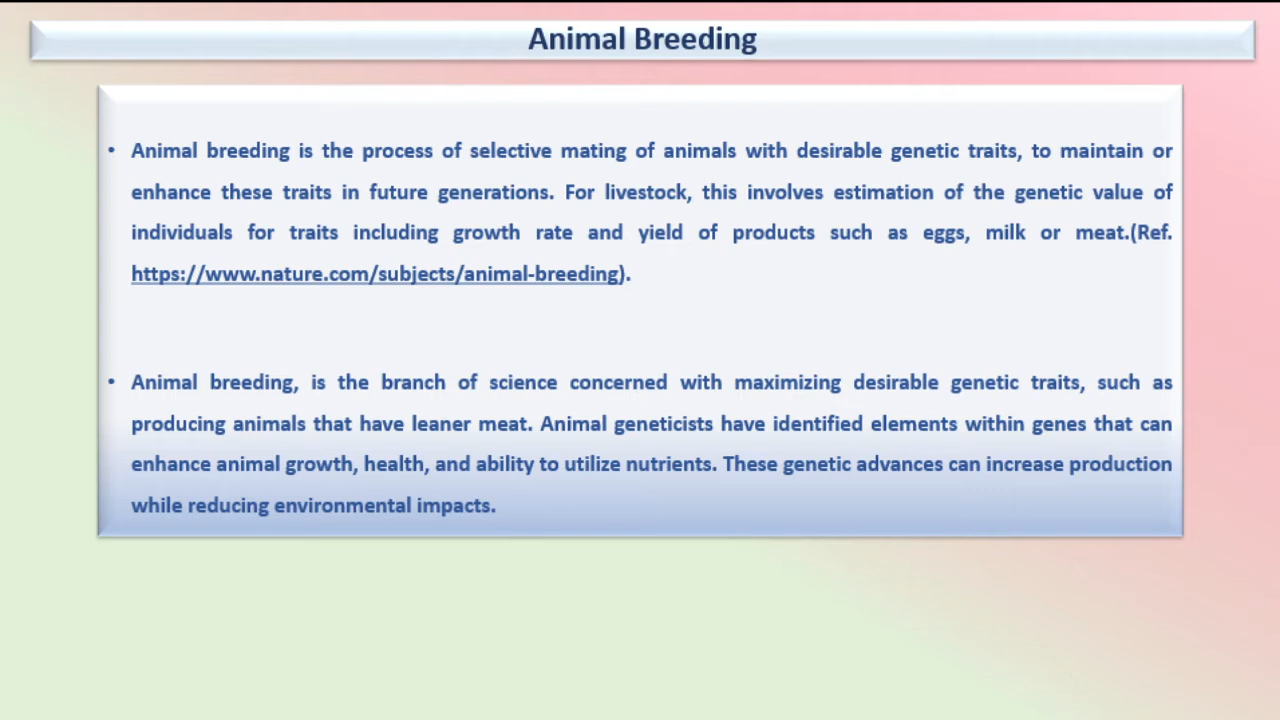 Animal Breeding
• Animal breeding is the process of selective mating of animals with desirable genetic traits, to maintain or
enhance these traits in future generations. For livestock, this involves estimation of the genetic value of
individuals for traits including growth rate and yield of products such as eggs, milk or meat.(Ref.
https://www.nature.com/subjects/animal-breeding).
• Animal breeding, is the branch of science concerned with maximizing desirable genetic traits, such as
producing animals that have leaner meat. Animal geneticists have identified elements within genes that can
enhance animal growth, health, and ability to utilize nutrients. These genetic advances can increase production
while reducing environmental impacts.